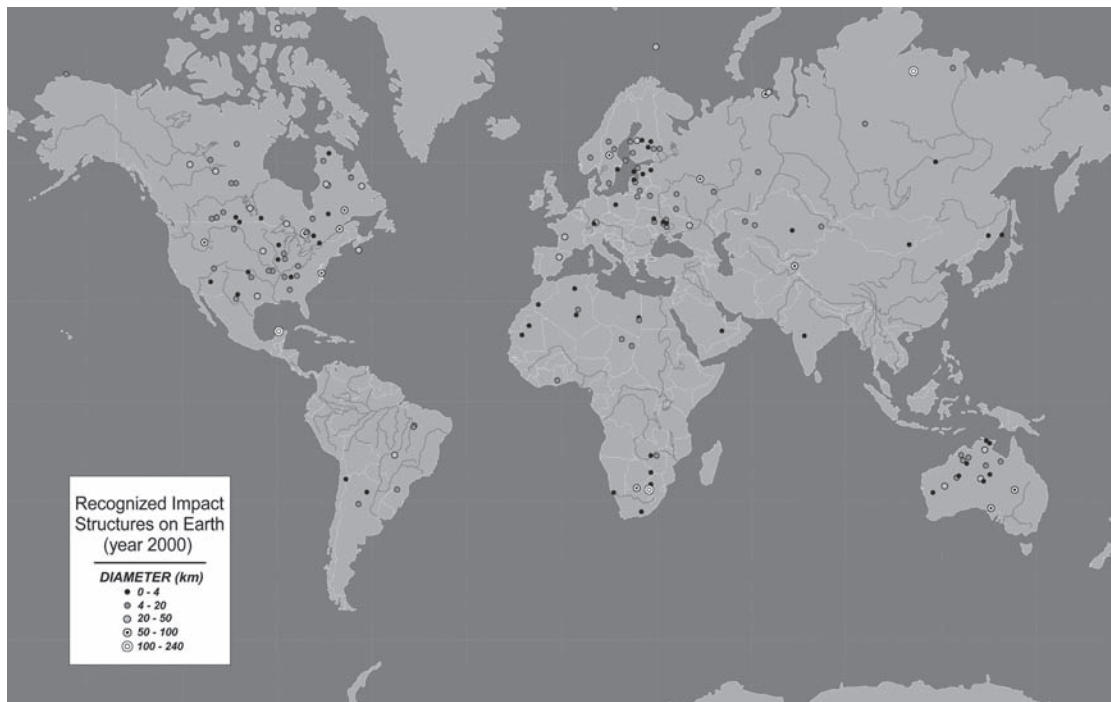 Recognized Impact
Structures on Earth
(year 2000)
DIAMETER (km)
0 - 4
4 - 20
20 - 50
50 - 100
100 - 240